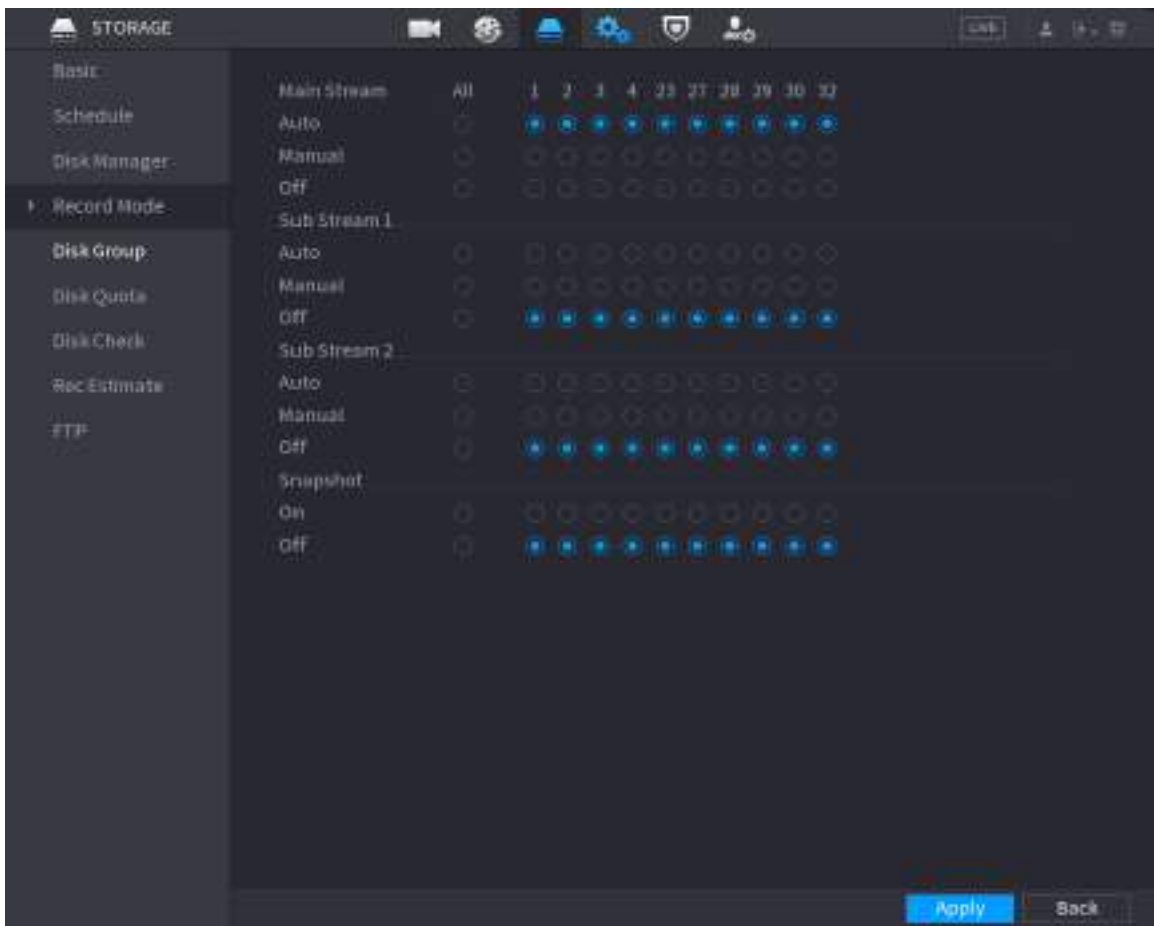 STORAGE LIVE
Basic
Schedule
Disk Manager
Record Mode
Disk Group
Disk Quota
Disk Check
Rec Estimate
FTP
Main Stream All 1 2 3 4 23 27 28 29 30 32
Auto
Manual
Off
Sub Stream 1
Auto
Manual
Off
Sub Stream 2
Auto
Manual
Off
Snapshot
On
Off
Apply Back